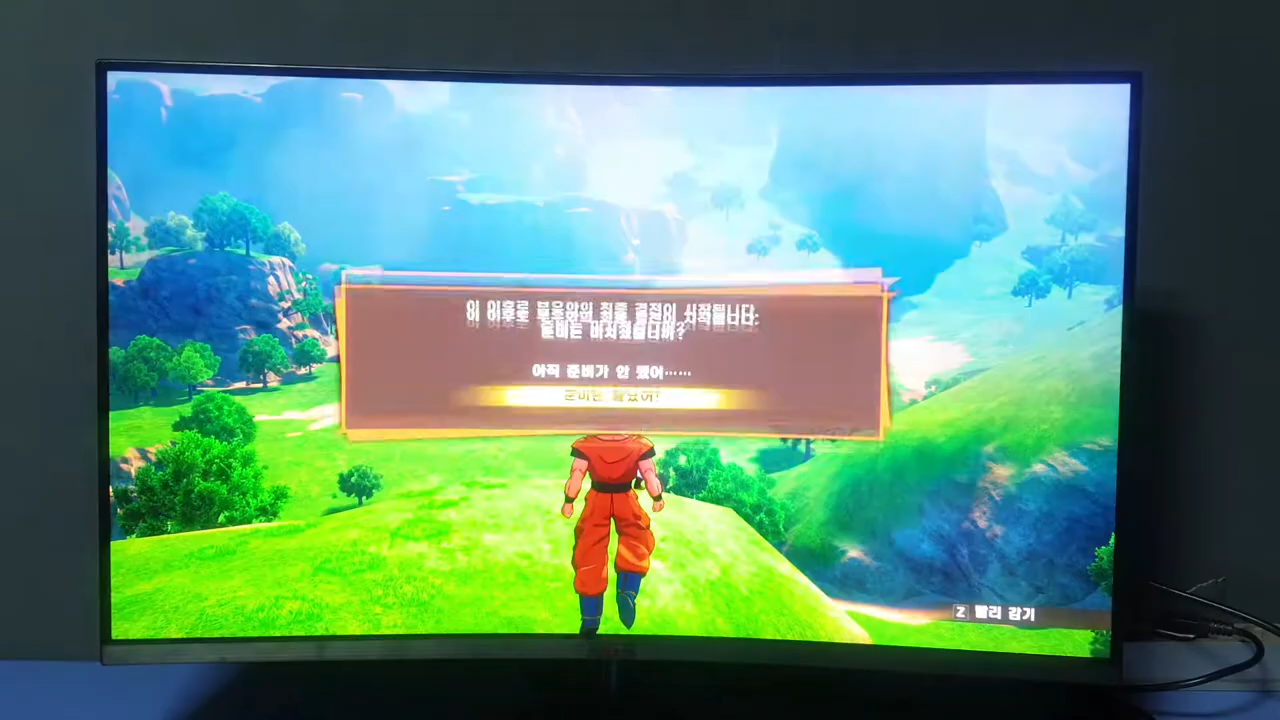 이 이후로 부우와의 최종 결전이 시작됩니다.
준비는 마치셨습니까?
아직 준비가 안 됐어……
준비는 됐어!
Z 빨리 감기